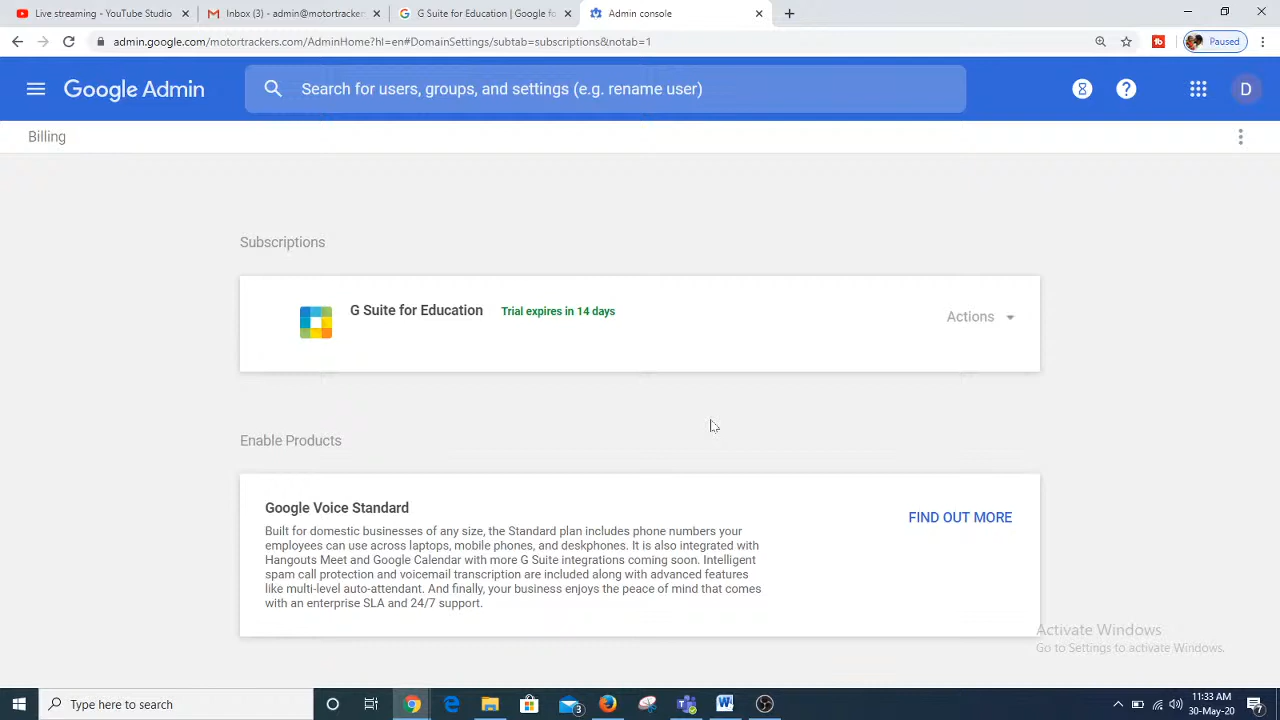 Live streaming - YouTube Studio
Inbox (3) - admin@motortracker
G Suite for Education | Google fo
Admin console
admin.google.com/motortrackers.com/AdminHome?hl=en#DomainSettings/notab=1&subtab=subscriptions
Paused
Google Admin
Search for users, groups, and settings (e.g. rename user)
D
Billing
Subscriptions
G Suite for Education
Trial expires in 14 days
Actions
Enable Products
Google Voice Standard
FIND OUT MORE
Built for domestic businesses of any size, the Standard plan includes phone numbers your
employees can use across laptops, mobile phones, and deskphones. It is also integrated with
Hangouts Meet and Google Calendar with more G Suite integrations coming soon. Intelligent
spam call protection and voicemail transcription are included along with advanced features
like multi-level auto-attendant. And finally, your business enjoys the peace of mind that comes
with an enterprise SLA and 24/7 support.
Activate Windows
Go to Settings to activate Windows.
Type here to search
3
11:33 AM
30-May-20
7